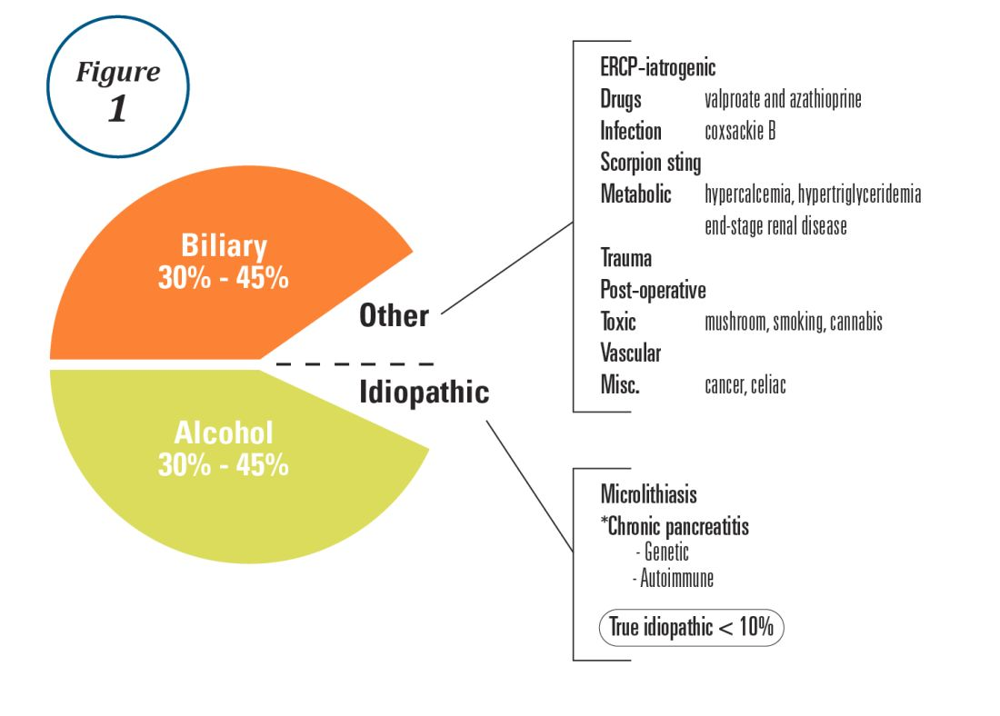 Figure
1
Biliary
30% - 45%
Other
Idiopathic
Alcohol
30% - 45%
ERCP-iatrogenic
Drugs valproate and azathioprine
Infection coxsackie B
Scorpion sting
Metabolic hypercalcemia, hypertriglyceridemia
end-stage renal disease
Trauma
Post-operative
Toxic mushroom, smoking, cannabis
Vascular
Misc. cancer, celiac
Microlithiasis
*Chronic pancreatitis
- Genetic
- Autoimmune
True idiopathic < 10%